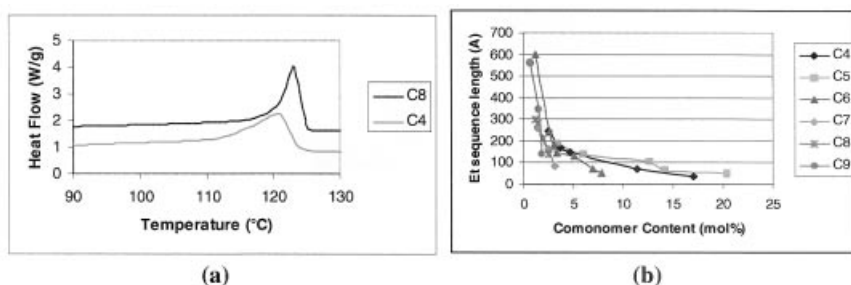 5
4
3
2
1
0
90 100 110 120 130
Heat Flow (W/g)
Temperature (°C)
C8
C4
(a)
700
600
500
400
300
200
100
0
0 5 10 15 20 25
Et sequence length (A)
Comonomer Content (mol%)
C4
C5
C6
C7
C8
C9
(b)